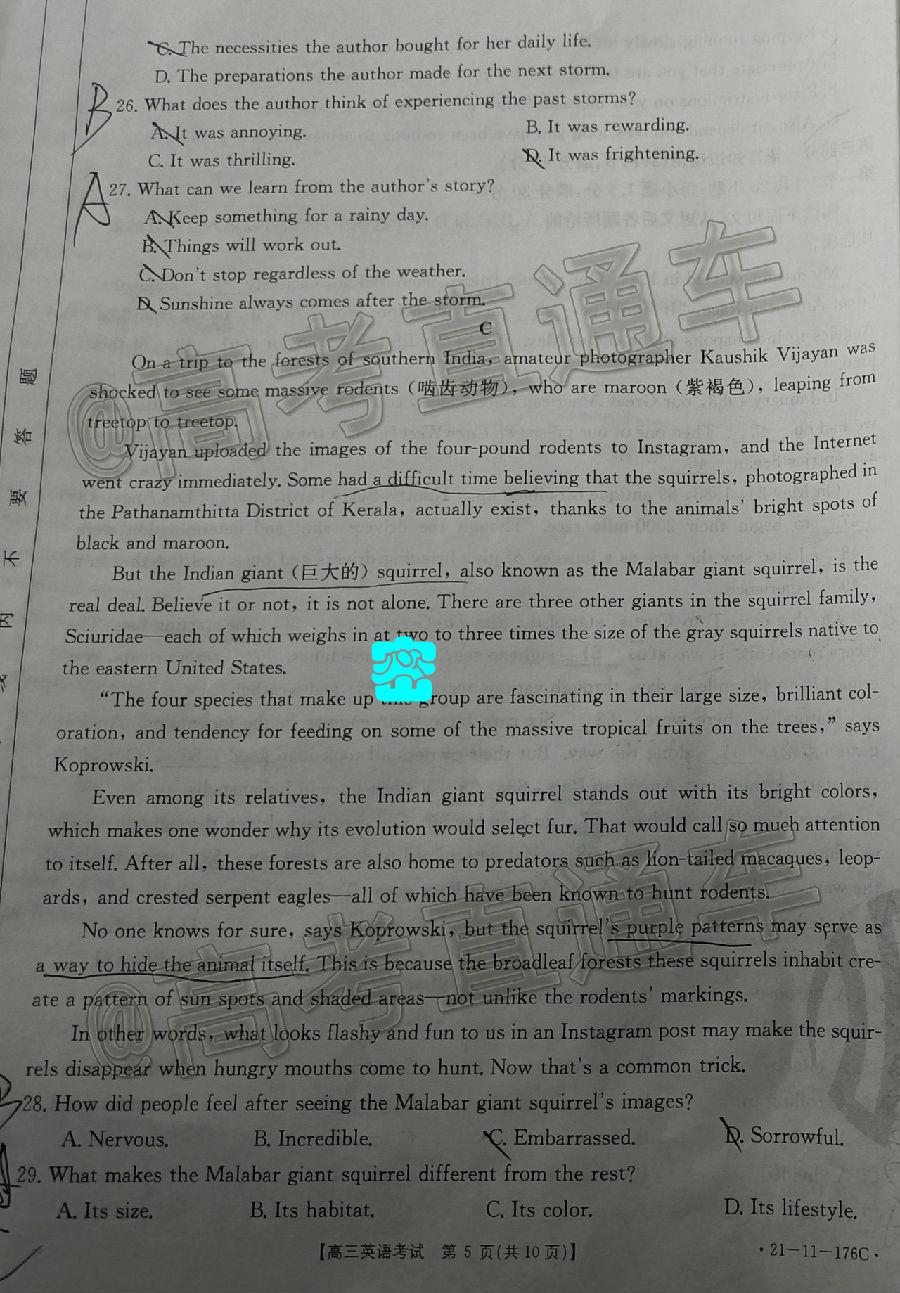 C. The necessities the author bought for her daily life.
D. The preparations the author made for the next storm.
B
26. What does the author think of experiencing the past storms?
A. It was annoying.
B. It was rewarding.
C. It was thrilling.
D. It was frightening.
A
27. What can we learn from the author's story?
A. Keep something for a rainy day.
B. Things will work out.
C. Don't stop regardless of the weather.
D. Sunshine always comes after the storm.
C
On a trip to the forests of southern India, amateur photographer Kaushik Vijayan was
shocked to see some massive rodents (啮齿动物), who are maroon (紫褐色), leaping from
treetop to treetop.
Vijayan uploaded the images of the four-pound rodents to Instagram, and the Internet
went crazy immediately. Some had a difficult time believing that the squirrels, photographed in
the Pathanamthitta District of Kerala, actually exist, thanks to the animals' bright spots of
black and maroon.
But the Indian giant (巨大的) squirrel, also known as the Malabar giant squirrel, is the
real deal. Believe it or not, it is not alone. There are three other giants in the squirrel family,
Sciuridae—each of which weighs in at two to three times the size of the gray squirrels native to
the eastern United States.
"The four species that make up this group are fascinating in their large size, brilliant col-
oration, and tendency for feeding on some of the massive tropical fruits on the trees," says
Koprowski.
Even among its relatives, the Indian giant squirrel stands out with its bright colors,
which makes one wonder why its evolution would select fur. That would call so much attention
to itself. After all, these forests are also home to predators such as lion-tailed macaques, leop-
ards, and crested serpent eagles—all of which have been known to hunt rodents.
No one knows for sure, says Koprowski, but the squirrel's purple patterns may serve as
a way to hide the animal itself. This is because the broadleaf forests these squirrels inhabit cre-
ate a pattern of sun spots and shaded areas—not unlike the rodents' markings.
In other words, what looks flashy and fun to us in an Instagram post may make the squir-
rels disappear when hungry mouths come to hunt. Now that's a common trick.
28. How did people feel after seeing the Malabar giant squirrel's images?
A. Nervous.
B. Incredible.
C. Embarrassed.
D. Sorrowful.
29. What makes the Malabar giant squirrel different from the rest?
A. Its size.
B. Its habitat.
C. Its color.
D. Its lifestyle.
【高三英语考试 第 5 页(共 10 页)】
·21-11-176C·
题
答
要
不
内
@高考直通车
@高考直通车